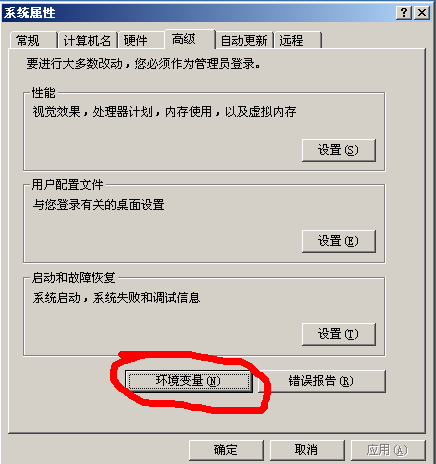 系统属性
常规 计算机名 硬件 高级 自动更新 远程
要进行大多数改动，您必须作为管理员登录。
性能
视觉效果，处理器计划，内存使用，以及虚拟内存
设置(S)
用户配置文件
与您登录有关的桌面设置
设置(E)
启动和故障恢复
系统启动，系统失败和调试信息
设置(T)
环境变量(N) 错误报告(R)
确定 取消 应用(A)